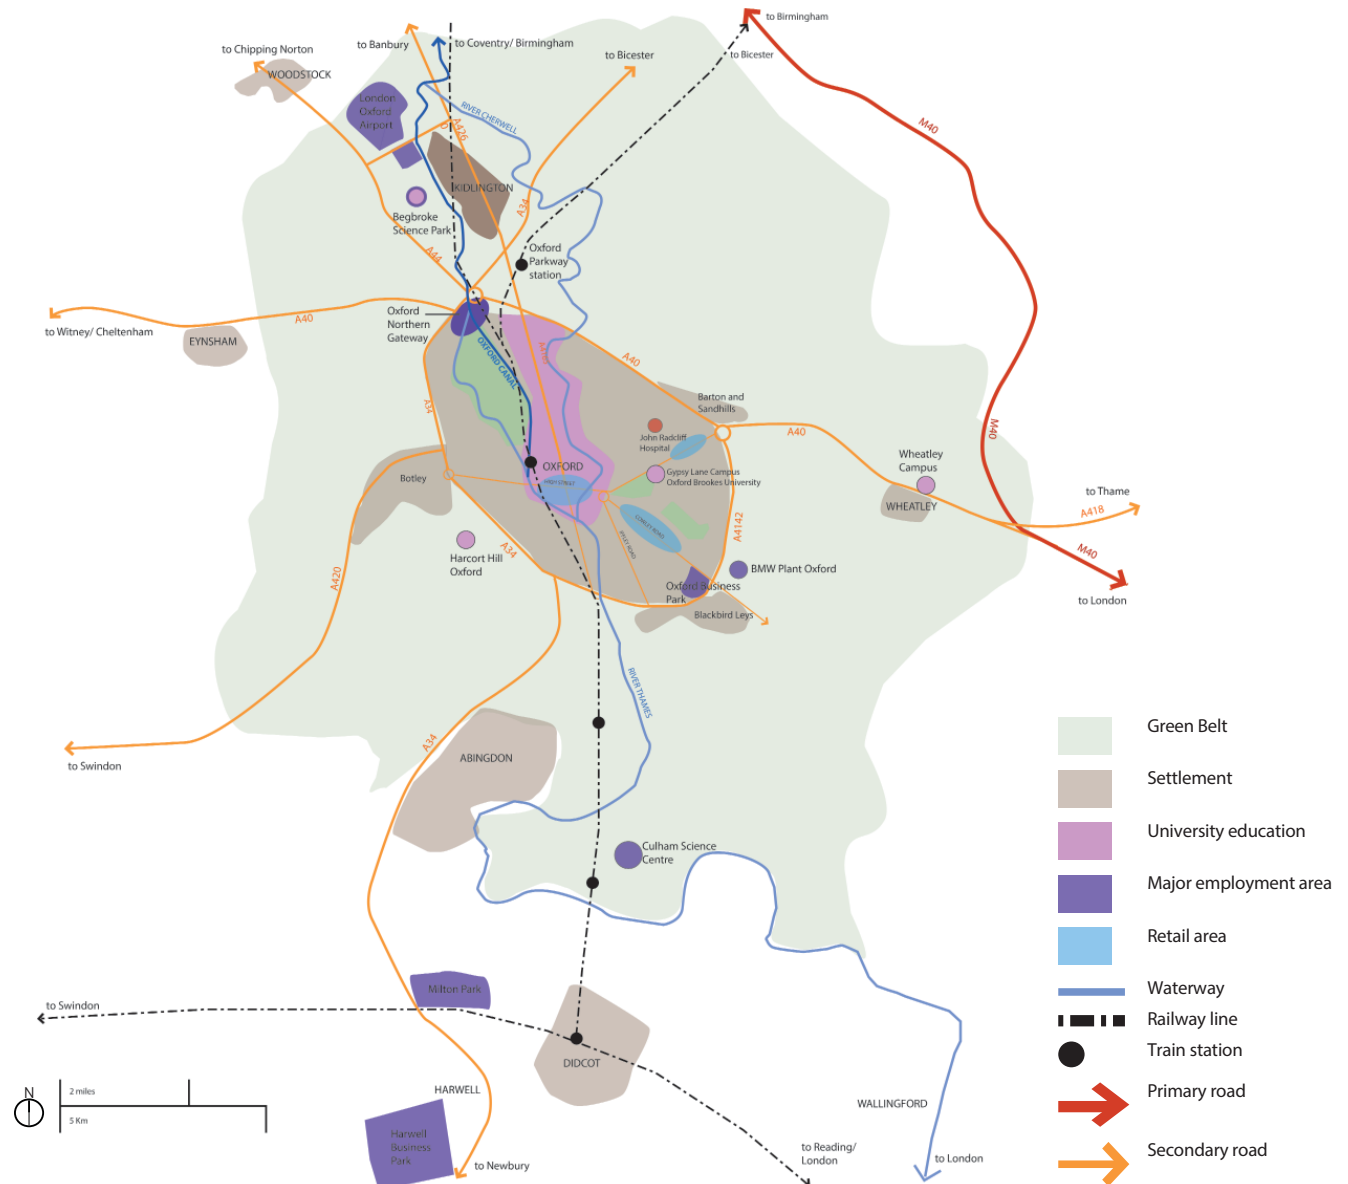 to Birmingham
to Chipping Norton
to Banbury
to Coventry/ Birmingham
to Bicester
to Bicester
WOODSTOCK
London
Oxford
Airport
RIVER CHERWELL
M40
KIDLINGTON
Begbroke
Science Park
A34
A44
Oxford
Parkway
station
Oxford
Northern
Gateway
to Witney/ Cheltenham
A40
EYNSHAM
OXFORD CANAL
A40
A34
Barton and
Sandhills
John Radcliff
Hospital
A40
M40
Wheatley
Campus
Botley
OXFORD
HIGH STREET
Gypsy Lane Campus
Oxford Brookes University
WHEATLEY
to Thame
A418
COWLEY ROAD
A4142
Harcort Hill
Oxford
A34
M40
BMW Plant Oxford
Oxford Business
Park
to London
A420
Blackbird Leys
RIVER THAMES
A34
to Swindon
ABINGDON
Culham Science
Centre
Milton Park
to Swindon
DIDCOT
HARWELL
Harwell
Business
Park
to Newbury
WALLINGFORD
to Reading/
London
to London
N
2 miles
5 Km
Green Belt
Settlement
University education
Major employment area
Retail area
Waterway
Railway line
Train station
Primary road
Secondary road